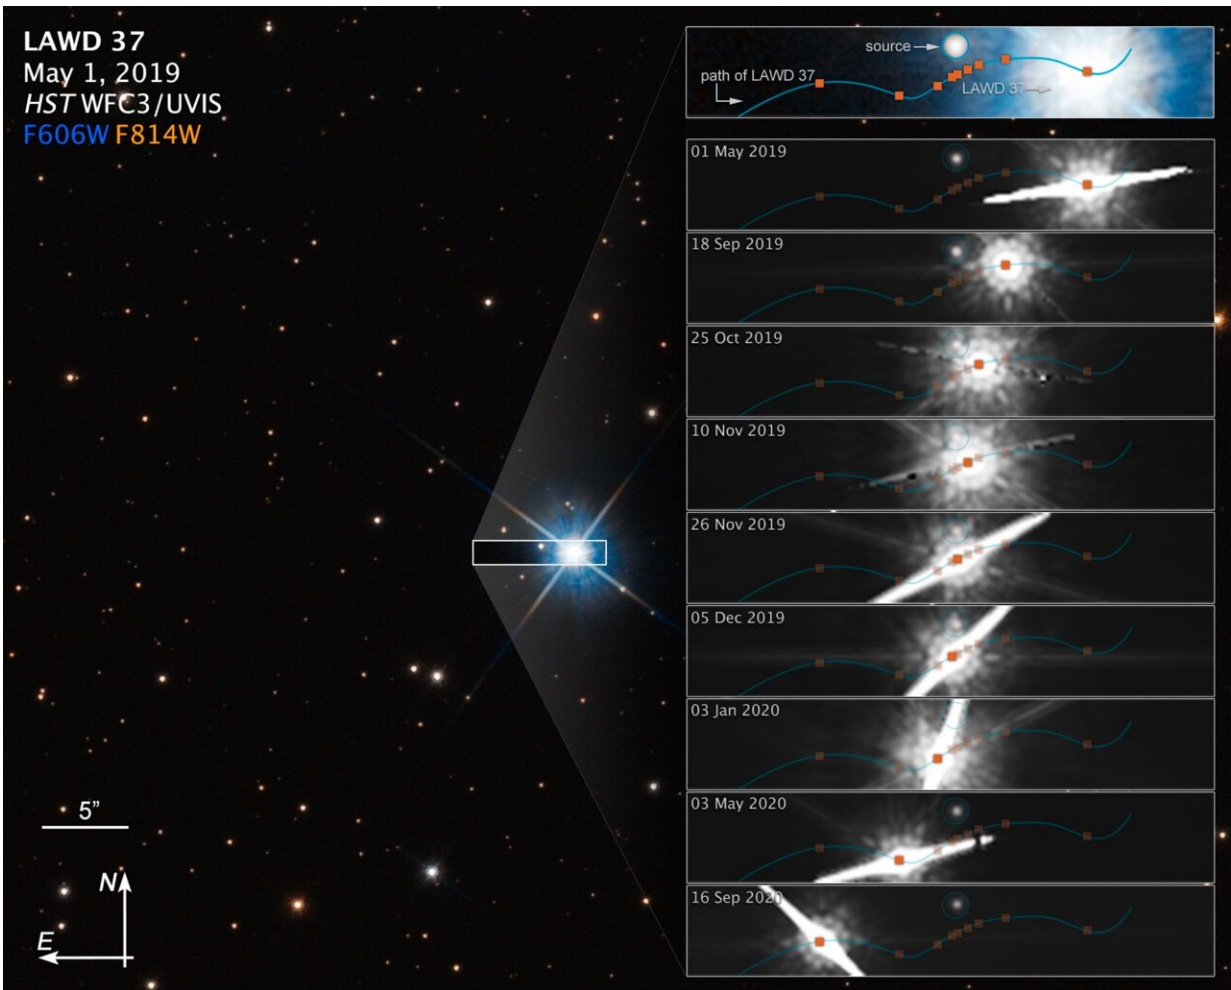 LAWD 37
May 1, 2019
HST WFC3/UVIS
F606W F814W
source
path of LAWD 37
LAWD 37
01 May 2019
18 Sep 2019
25 Oct 2019
10 Nov 2019
26 Nov 2019
05 Dec 2019
03 Jan 2020
03 May 2020
16 Sep 2020
5”
N
E